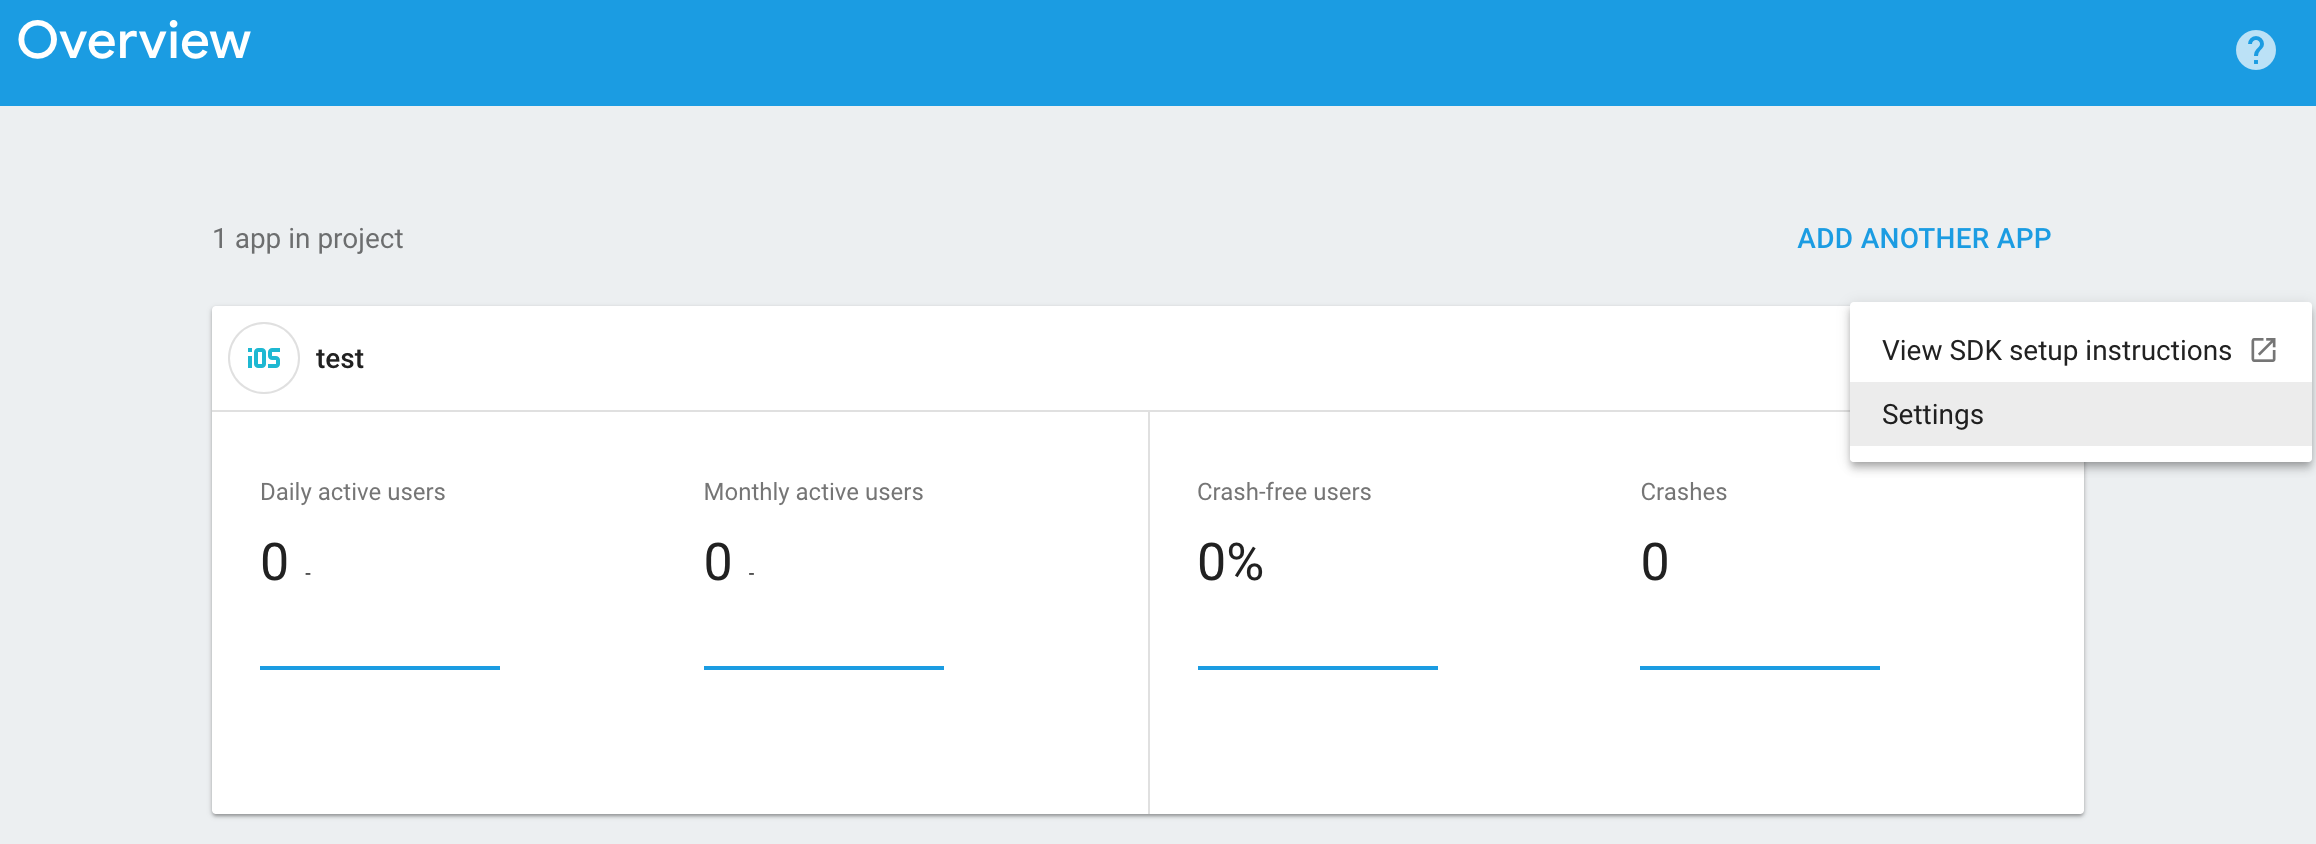 Overview
?
1 app in project
ADD ANOTHER APP
iOS test
View SDK setup instructions
Settings
Daily active users
0 -
Monthly active users
0 -
Crash-free users
0%
Crashes
0